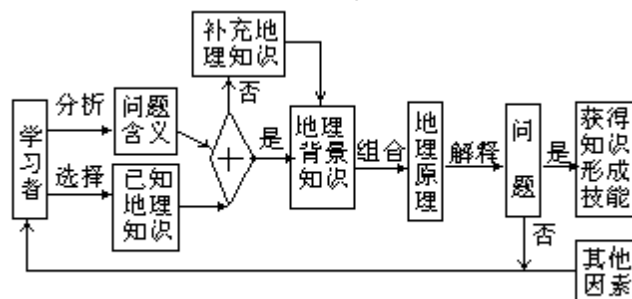 补充地
理知识
否
学
习
者
分析
问题
含义
选择
已知
地理
知识
是
地理
背景
知识
组合
地
理
原
理
解释
问
题
是
否
获得
知识
形成
技能
其他
因素